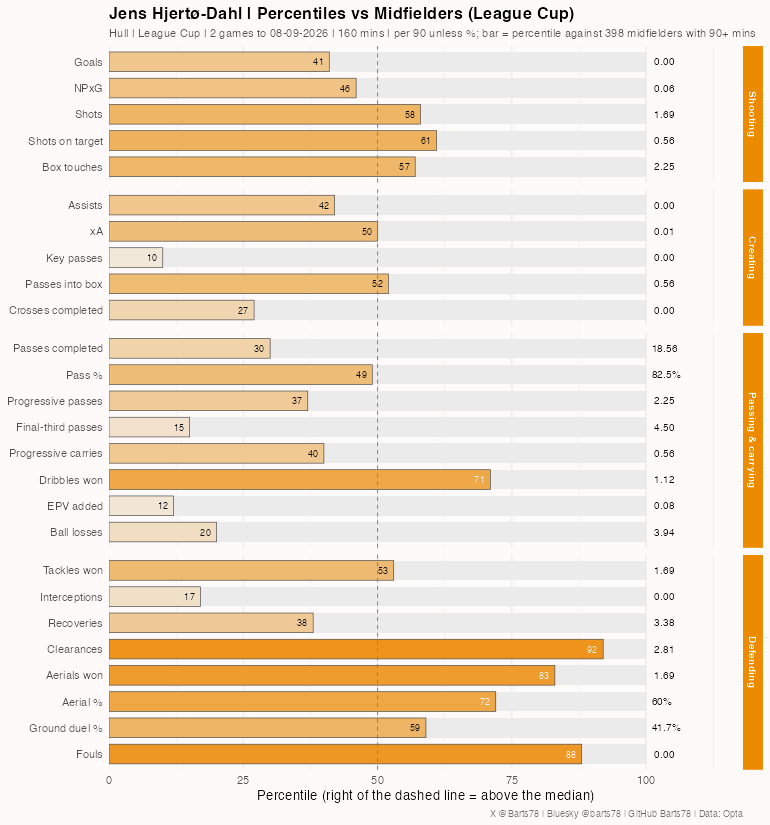 Jens Hjertø-Dahl | Percentiles vs Midfielders (League Cup)
Hull | League Cup | 2 games to 08-09-2026 | 160 mins | per 90 unless %; bar = percentile against 398 midfielders with 90+ mins
Goals 41 0.00
NPxG 46 0.06
Shots 58 1.69
Shots on target 61 0.56
Box touches 57 2.25
Shooting
Assists 42 0.00
xA 50 0.01
Key passes 10 0.00
Passes into box 52 0.56
Crosses completed 27 0.00
Creating
Passes completed 30 18.56
Pass % 49 82.5%
Progressive passes 37 2.25
Final-third passes 15 4.50
Progressive carries 40 0.56
Dribbles won 71 1.12
EPV added 12 0.08
Ball losses 20 3.94
Passing & carrying
Tackles won 53 1.69
Interceptions 17 0.00
Recoveries 38 3.38
Clearances 92 2.81
Aerials won 83 1.69
Aerial % 72 60%
Ground duel % 59 41.7%
Fouls 88 0.00
Defending
0 25 50 75 100
Percentile (right of the dashed line = above the median)
X @Barts78 | Bluesky @barts78 | GitHub Barts78 | Data: Opta